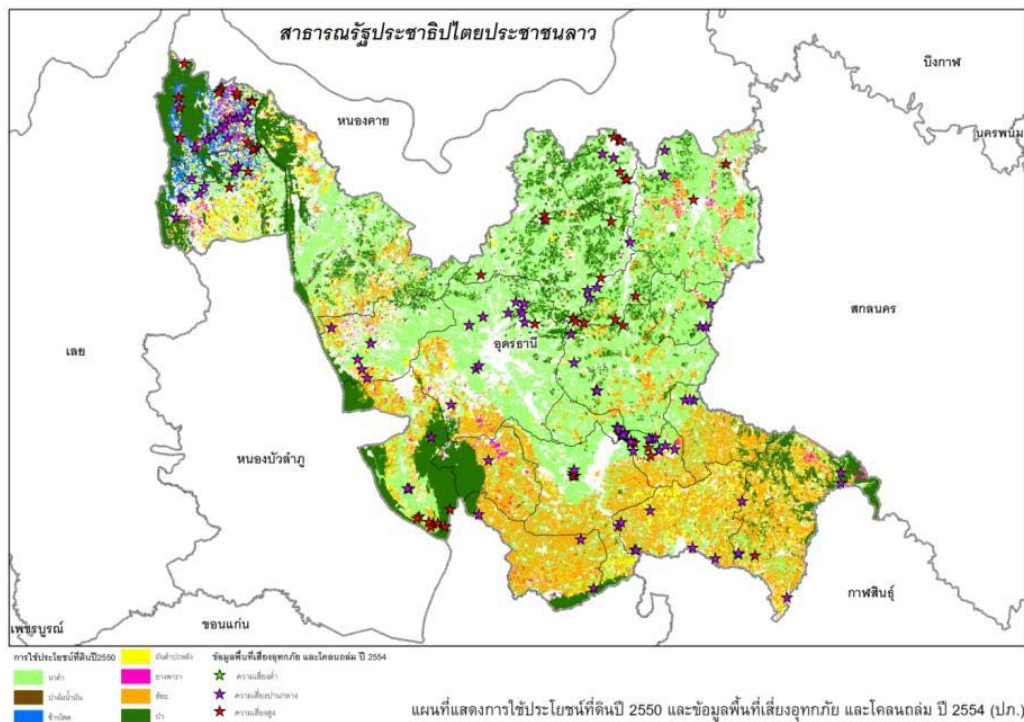 สาธารณรัฐประชาธิปไตยประชาชนลาว
บึงกาฬ
หนองคาย
นครพนม
สกลนคร
เลย
อุดรธานี
หนองบัวลำภู
กาฬสินธุ์
เพชรบูรณ์
ขอนแก่น
การใช้ประโยชน์ที่ดินปี2550
นาดำ
ปาล์มน้ำมัน
ข้าวโพด
มันสำปะหลัง
ยางพารา
อ้อย
ป่า
ข้อมูลพื้นที่เสี่ยงอุทกภัย และโคลนถล่ม ปี 2554
ความเสี่ยงต่ำ
ความเสี่ยงปานกลาง
ความเสี่ยงสูง
แผนที่แสดงการใช้ประโยชน์ที่ดินปี 2550 และข้อมูลพื้นที่เสี่ยงอุทกภัย และโคลนถล่ม ปี 2554 (ปภ.)